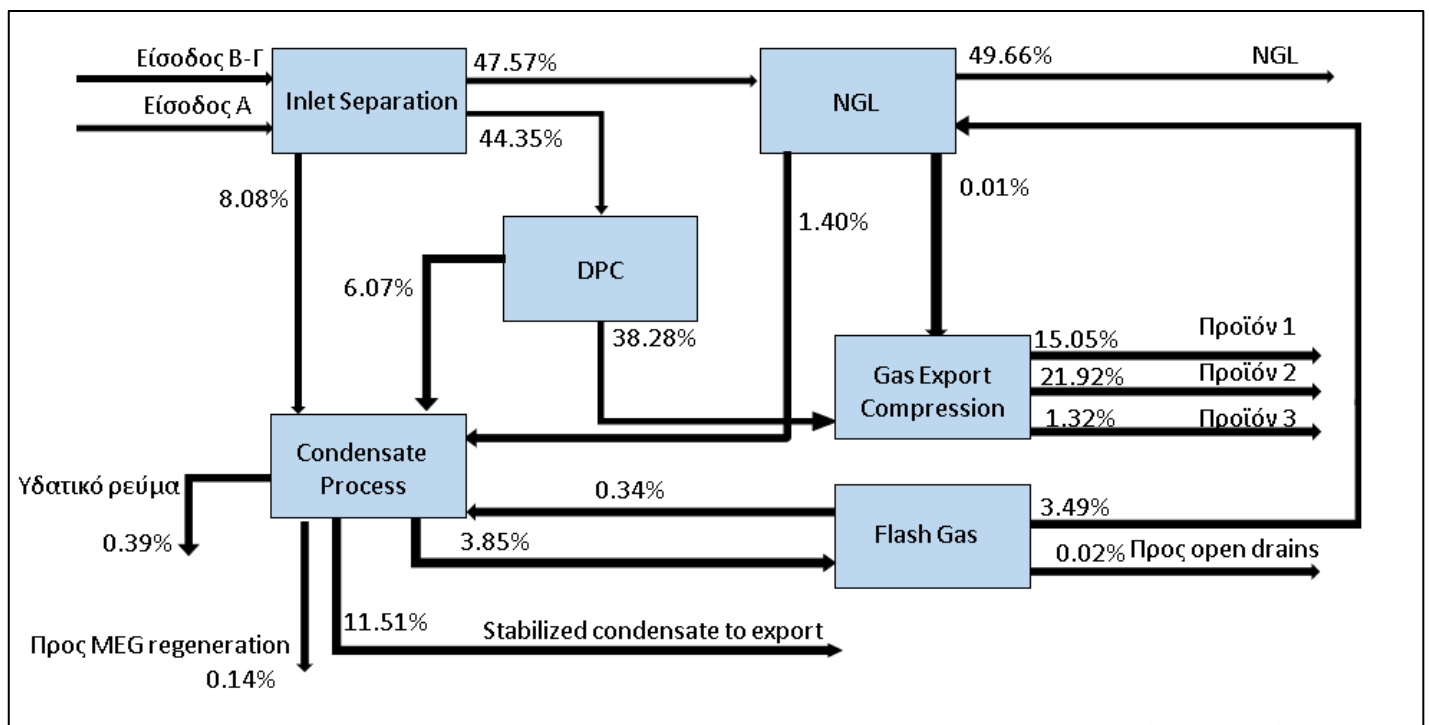 Είσοδος Β-Γ
47.57%
49.66%
NGL
Είσοδος Α
Inlet Separation
NGL
44.35%
8.08%
0.01%
1.40%
DPC
6.07%
38.28%
15.05%
Προϊόν 1
Gas Export
Compression
21.92%
Προϊόν 2
1.32%
Προϊόν 3
Condensate
Process
Υδατικό ρεύμα
0.34%
3.49%
0.39%
3.85%
Flash Gas
0.02%
Προς open drains
11.51%
Stabilized condensate to export
Προς MEG regeneration
0.14%